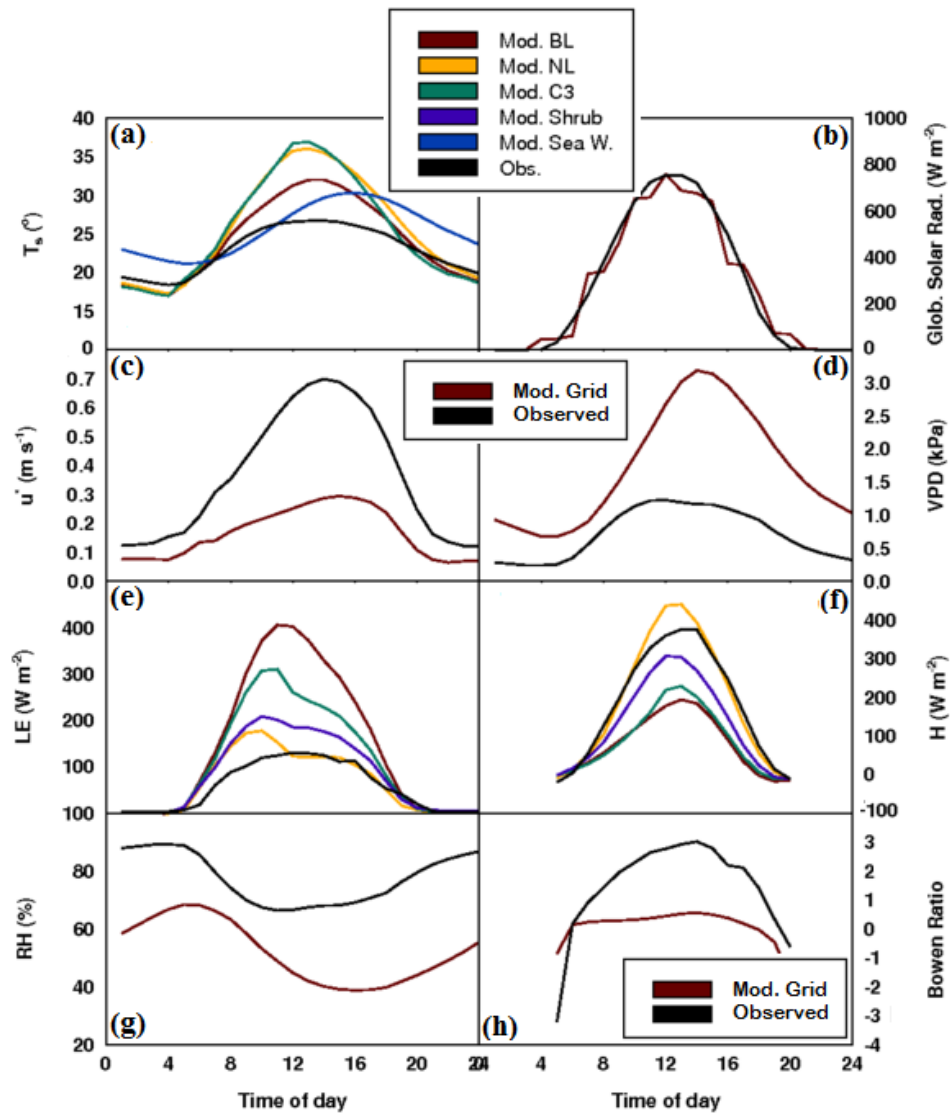 Mod. BL
Mod. NL
Mod. C3
Mod. Shrub
Mod. Sea W.
Obs.
(a)
40
35
30
25
20
15
0
Tₛ (°)
(b)
1000
800
600
400
200
0
Glob. Solar Rad. (W m⁻²)
Mod. Grid
Observed
(c)
0.7
0.6
0.5
0.4
0.3
0.2
0.1
0.0
u* (m s⁻¹)
(d)
3.0
2.5
2.0
1.5
1.0
0.5
0.0
VPD (kPa)
(e)
400
300
200
100
100
LE (W m⁻²)
(f)
400
300
200
100
0
-100
H (W m⁻²)
80
60
40
20
RH (%)
(g)
3
2
1
0
-1
-2
-3
-4
Bowen Ratio
(h)
Mod. Grid
Observed
0 4 8 12 16 20 24
0 4 8 12 16 20 24
Time of day
Time of day